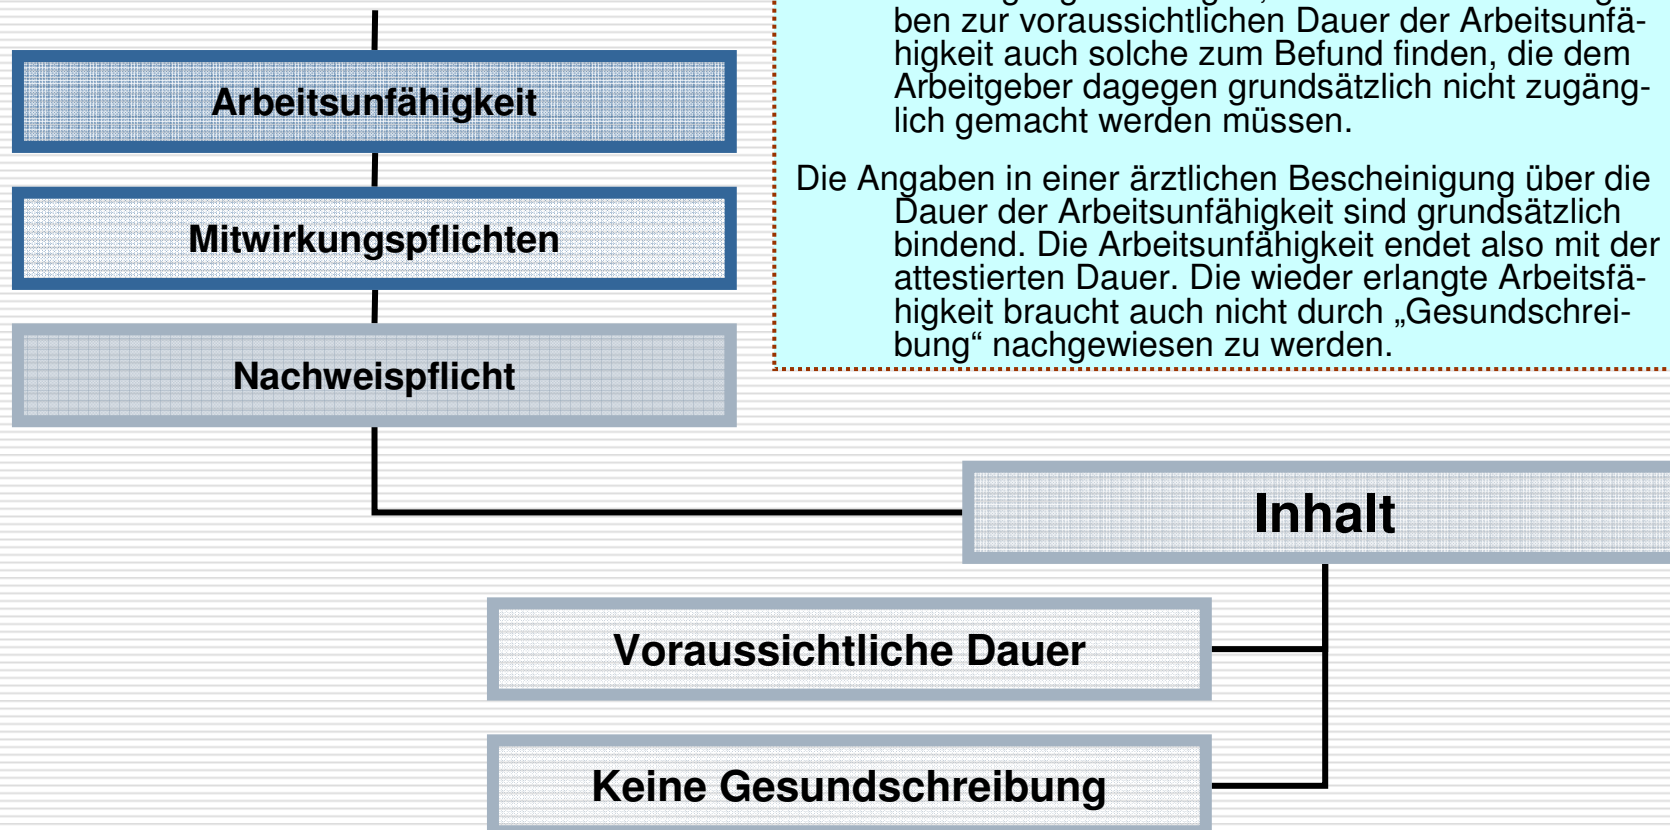 ben zur voraussichtlichen Dauer der Arbeitsunfä-
higkeit auch solche zum Befund finden, die dem
Arbeitgeber dagegen grundsätzlich nicht zugäng-
lich gemacht werden müssen.
Die Angaben in einer ärztlichen Bescheinigung über die
Dauer der Arbeitsunfähigkeit sind grundsätzlich
bindend. Die Arbeitsunfähigkeit endet also mit der
attestierten Dauer. Die wieder erlangte Arbeitsfä-
higkeit braucht auch nicht durch „Gesundschrei-
bung“ nachgewiesen zu werden.
Arbeitsunfähigkeit
Mitwirkungspflichten
Nachweispflicht
Inhalt
Voraussichtliche Dauer
Keine Gesundschreibung